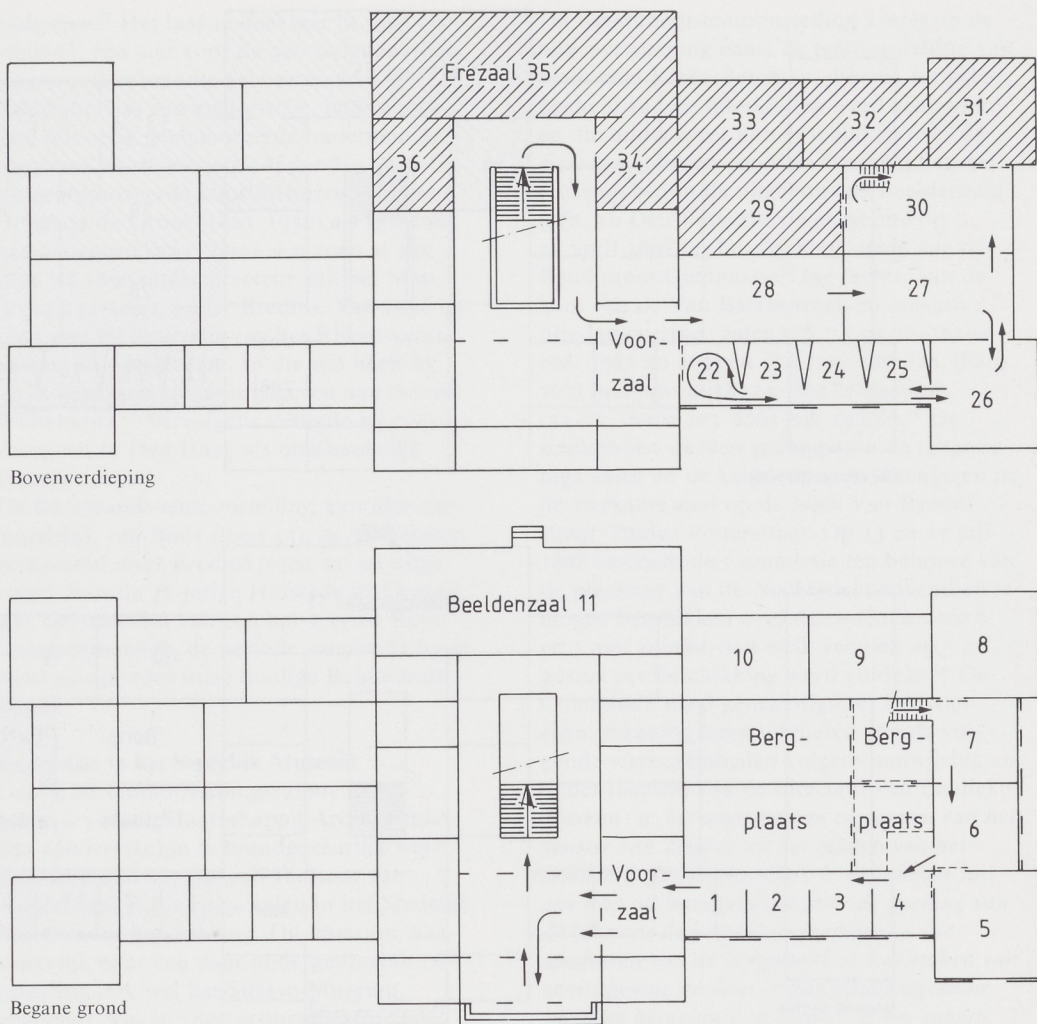 Erezaal 35
31
33
32
36
34
29
30
28
27
Voor-
zaal
22
23
24
25
26
Bovenverdieping
Beeldenzaal 11
10
9
8
Berg-
plaats
Berg-
plaats
7
6
Voor-
zaal
2
3
4
5
Begane grond